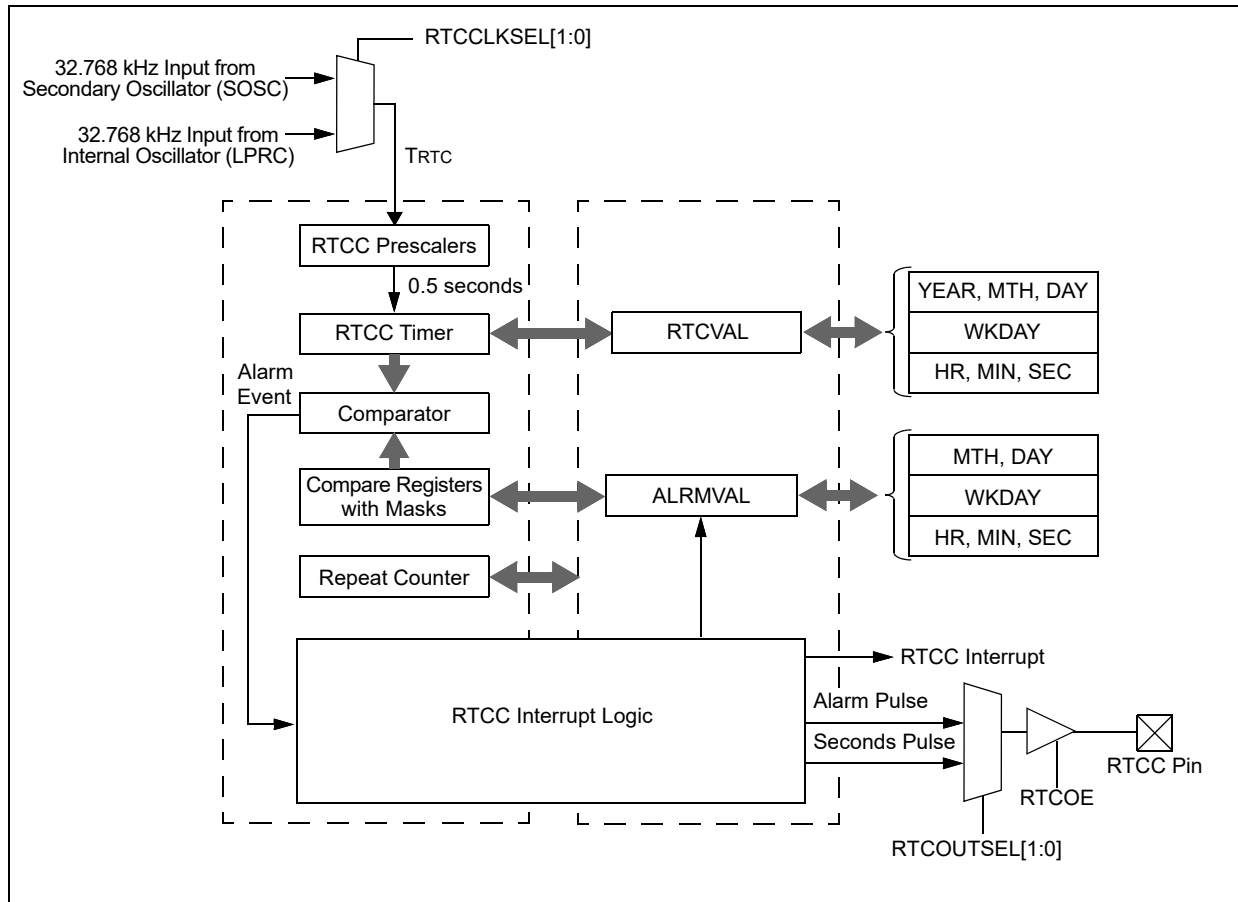 RTCCLKSEL[1:0]
32.768 kHz Input from
Secondary Oscillator (SOSC)
32.768 kHz Input from
Internal Oscillator (LPRC)
TRTC
RTCC Prescalers
0.5 seconds
YEAR, MTH, DAY
RTCC Timer
RTCVAL
WKDAY
HR, MIN, SEC
Alarm
Event
Comparator
MTH, DAY
Compare Registers
with Masks
ALRMVAL
WKDAY
HR, MIN, SEC
Repeat Counter
RTCC Interrupt
RTCC Interrupt Logic
Alarm Pulse
Seconds Pulse
RTCC Pin
RTCOE
RTCOUTSEL[1:0]